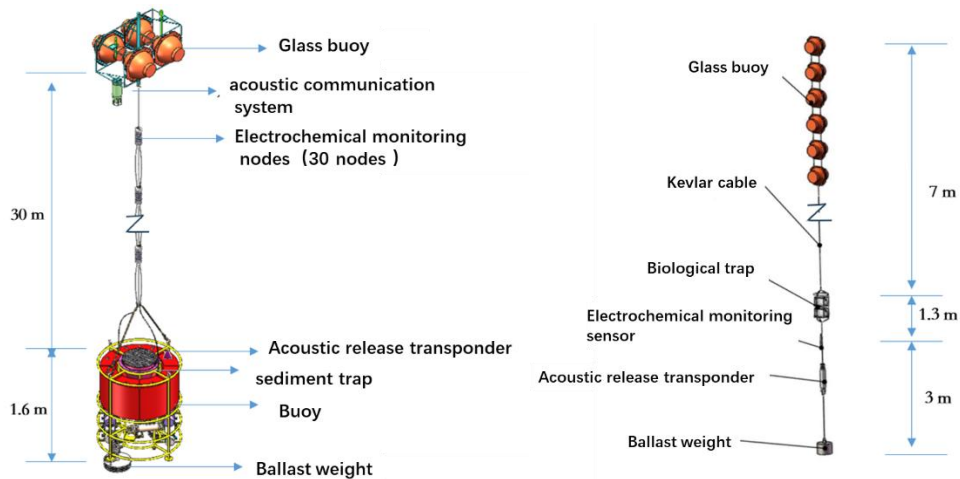 Glass buoy
acoustic communication
system
Electrochemical monitoring
nodes（30 nodes ）
30 m
Acoustic release transponder
sediment trap
1.6 m
Buoy
Ballast weight
Glass buoy
Kevlar cable
7 m
Biological trap
1.3 m
Electrochemical monitoring
sensor
Acoustic release transponder
3 m
Ballast weight